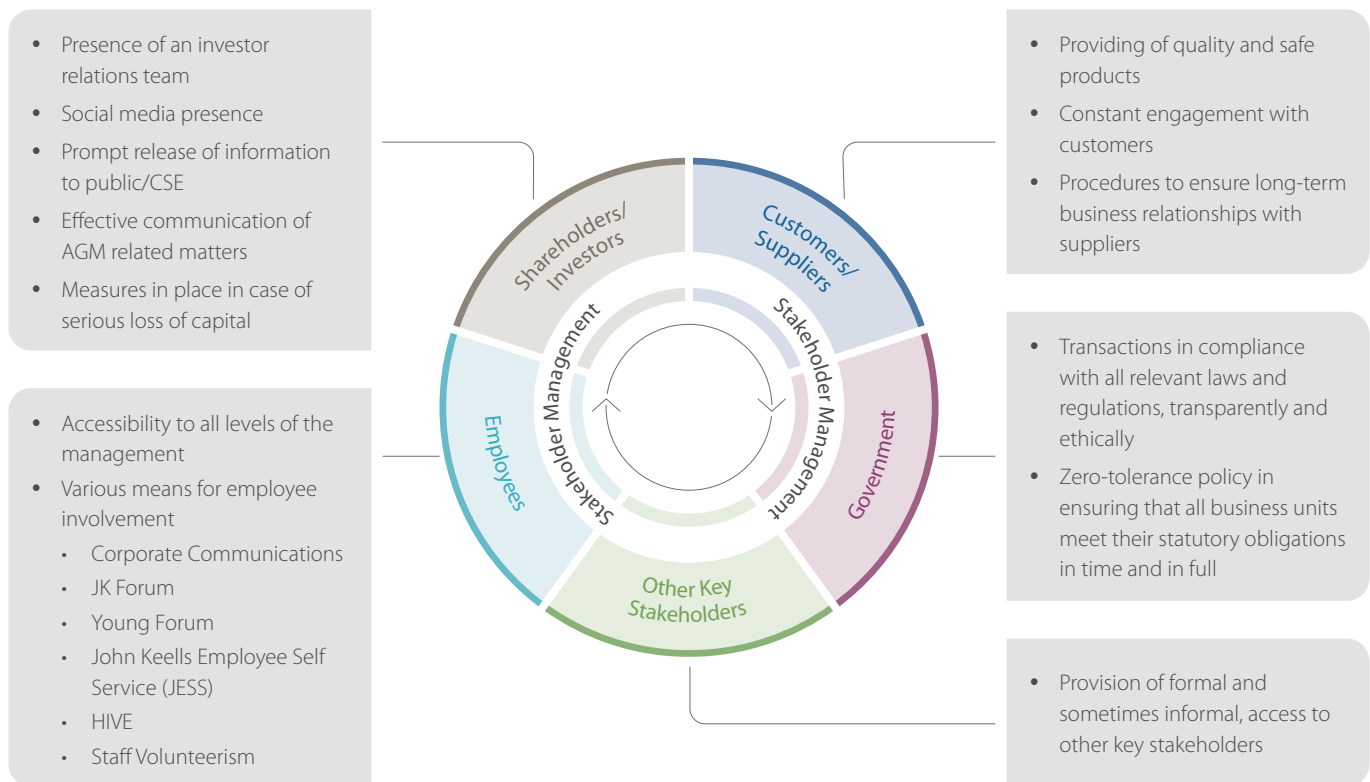 • Presence of an investor
relations team
• Social media presence
• Prompt release of information
to public/CSE
• Effective communication of
AGM related matters
• Measures in place in case of
serious loss of capital
• Accessibility to all levels of the
management
• Various means for employee
involvement
• Corporate Communications
• JK Forum
• Young Forum
• John Keells Employee Self
Service (JESS)
• HIVE
• Staff Volunteerism
Shareholders/
Investors
Customers/
Suppliers
Employees
Government
Other Key
Stakeholders
Stakeholder Management
Stakeholder Management
• Providing of quality and safe
products
• Constant engagement with
customers
• Procedures to ensure long-term
business relationships with
suppliers
• Transactions in compliance
with all relevant laws and
regulations, transparently and
ethically
• Zero-tolerance policy in
ensuring that all business units
meet their statutory obligations
in time and in full
• Provision of formal and
sometimes informal, access to
other key stakeholders